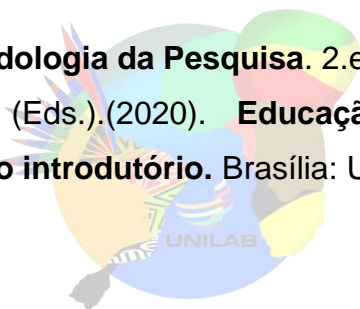 dologia da Pesquisa. 2.e
(Eds.).(2020). Educaçã
o introdutório. Brasília: U
UNILAB